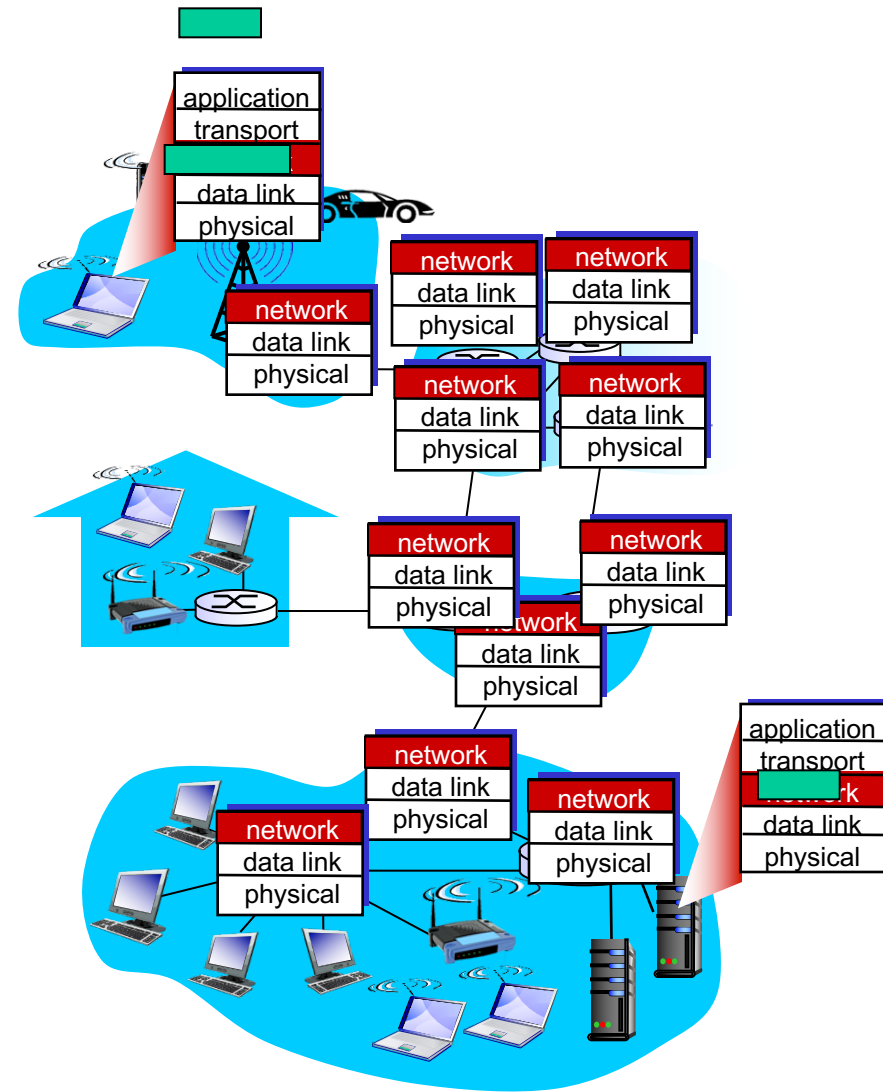 application
transport
data link
physical
network
data link
physical
network
data link
physical
network
data link
physical
network
data link
physical
network
data link
physical
network
data link
physical
network
data link
physical
network
data link
physical
application
transport
data link
physical
network
data link
physical
network
data link
physical
network
data link
physical